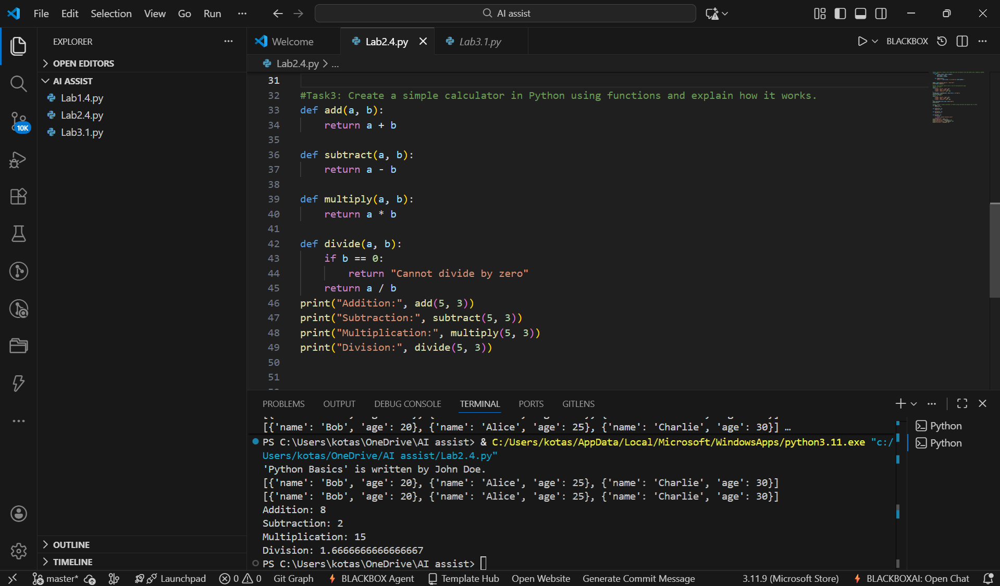 File Edit Selection View Go Run ...
AI assist
EXPLORER ...
OPEN EDITORS
AI ASSIST
Lab1.4.py
Lab2.4.py
Lab3.1.py
10K
OUTLINE
TIMELINE
Welcome Lab2.4.py Lab3.1.py
BLACKBOX
Lab2.4.py > ...
31
32 #Task3: Create a simple calculator in Python using functions and explain how it works.
33 def add(a, b):
34     return a + b
35
36 def subtract(a, b):
37     return a - b
38
39 def multiply(a, b):
40     return a * b
41
42 def divide(a, b):
43     if b == 0:
44         return "Cannot divide by zero"
45     return a / b
46 print("Addition:", add(5, 3))
47 print("Subtraction:", subtract(5, 3))
48 print("Multiplication:", multiply(5, 3))
49 print("Division:", divide(5, 3))
50
51
PROBLEMS OUTPUT DEBUG CONSOLE TERMINAL PORTS GITLENS
[{'name': 'Bob', 'age': 20}, {'name': 'Alice', 'age': 25}, {'name': 'Charlie', 'age': 30}] ...
PS C:\Users\kotas\OneDrive\AI assist> & C:/Users/kotas/AppData/Local/Microsoft/WindowsApps/python3.11.exe "c:/
Users/kotas/OneDrive/AI assist/Lab2.4.py"
'Python Basics' is written by John Doe.
[{'name': 'Bob', 'age': 20}, {'name': 'Alice', 'age': 25}, {'name': 'Charlie', 'age': 30}]
[{'name': 'Bob', 'age': 20}, {'name': 'Alice', 'age': 25}, {'name': 'Charlie', 'age': 30}]
Addition: 8
Subtraction: 2
Multiplication: 15
Division: 1.6666666666666667
PS C:\Users\kotas\OneDrive\AI assist>
Python
Python
master* Launchpad 0 0 Git Graph BLACKBOX Agent Template Hub Open Website Generate Commit Message 3.11.9 (Microsoft Store) BLACKBOXAI: Open Chat